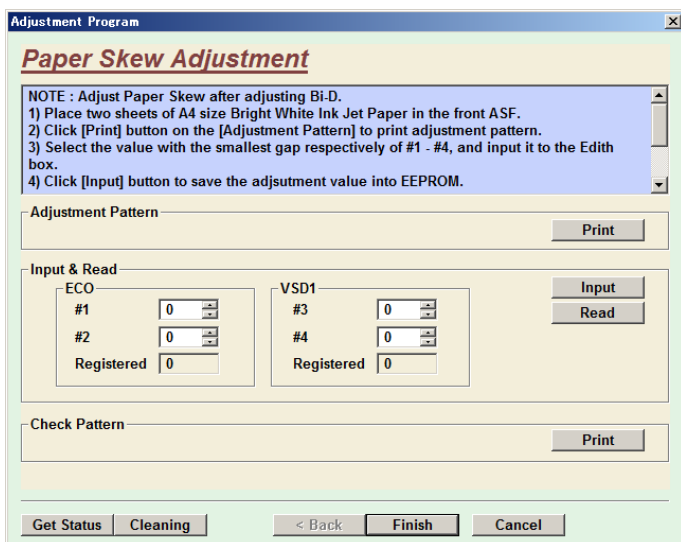 Adjustment Program
Paper Skew Adjustment
NOTE : Adjust Paper Skew after adjusting Bi-D.
1) Place two sheets of A4 size Bright White Ink Jet Paper in the front ASF.
2) Click [Print] button on the [Adjustment Pattern] to print adjustment pattern.
3) Select the value with the smallest gap respectively of #1 - #4, and input it to the Edith
box.
4) Click [Input] button to save the adjsutment value into EEPROM.
Adjustment Pattern
Print
Input & Read
ECO
#1 0
#2 0
Registered 0
VSD1
#3 0
#4 0
Registered 0
Input
Read
Check Pattern
Print
Get Status Cleaning < Back Finish Cancel